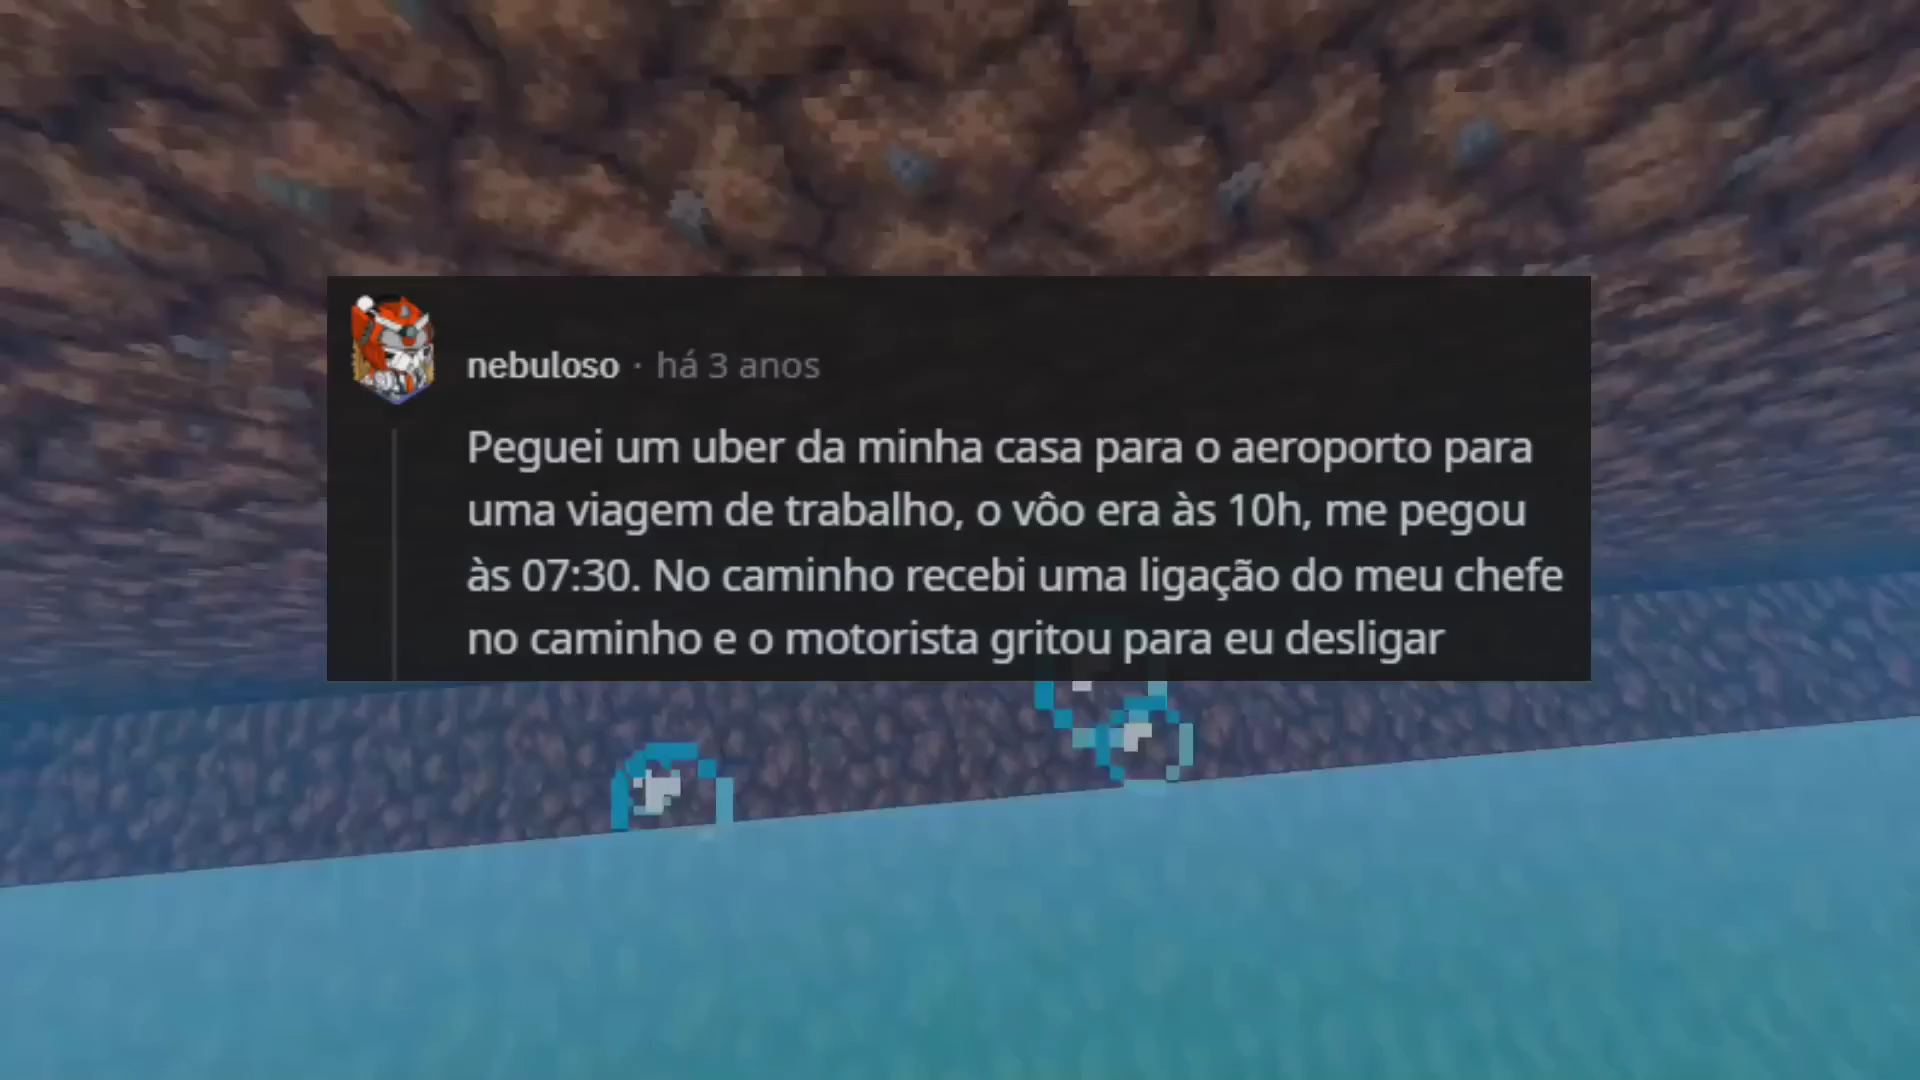 nebuloso · há 3 anos
Peguei um uber da minha casa para o aeroporto para
uma viagem de trabalho, o vôo era às 10h, me pegou
às 07:30. No caminho recebi uma ligação do meu chefe
no caminho e o motorista gritou para eu desligar